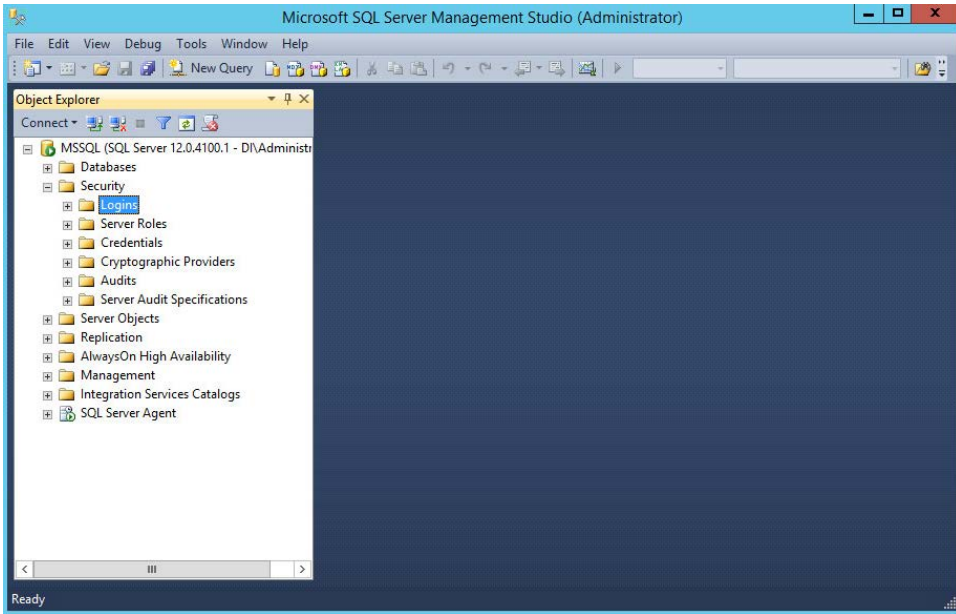 Microsoft SQL Server Management Studio (Administrator)
File Edit View Debug Tools Window Help
New Query
Object Explorer
Connect
MSSQL (SQL Server 12.0.4100.1 - DI\Administr
Databases
Security
Logins
Server Roles
Credentials
Cryptographic Providers
Audits
Server Audit Specifications
Server Objects
Replication
AlwaysOn High Availability
Management
Integration Services Catalogs
SQL Server Agent
Ready